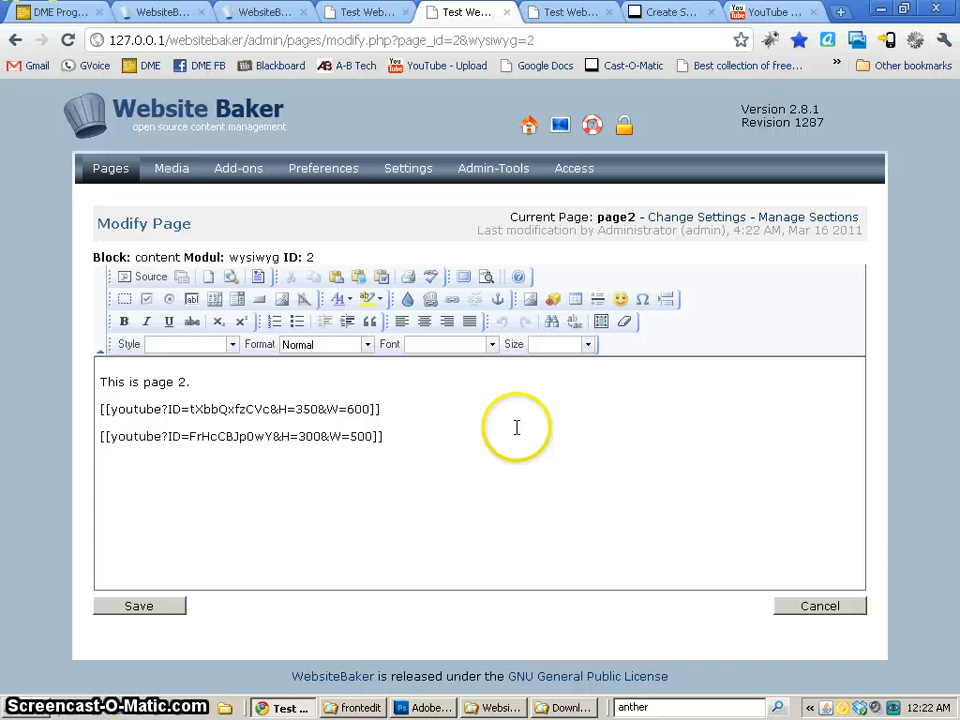 DME Prog...
WebsiteB...
WebsiteB...
Test Web...
Test We...
Test Web...
Create S...
YouTube ...
127.0.0.1/websitebaker/admin/pages/modify.php?page_id=2&wysiwyg=2
Gmail GVoice DME DME FB Blackboard A-B Tech YouTube - Upload Google Docs Cast-O-Matic Best collection of free... » Other bookmarks
Website Baker
open source content management
Version 2.8.1
Revision 1287
Pages Media Add-ons Preferences Settings Admin-Tools Access
Modify Page
Current Page: page2 - Change Settings - Manage Sections
Last modification by Administrator (admin), 4:22 AM, Mar 16 2011
Block: content Modul: wysiwyg ID: 2
Source
Style Format Normal Font Size
This is page 2.
[[youtube?ID=tXbbQxfzCVc&H=350&W=600]]
[[youtube?ID=FrHcCBJp0wY&H=300&W=500]]
Save Cancel
WebsiteBaker is released under the GNU General Public License
Screencast-O-Matic.com
Test ... frontedit Adobe... Websi... Downl... anther « 12:22 AM